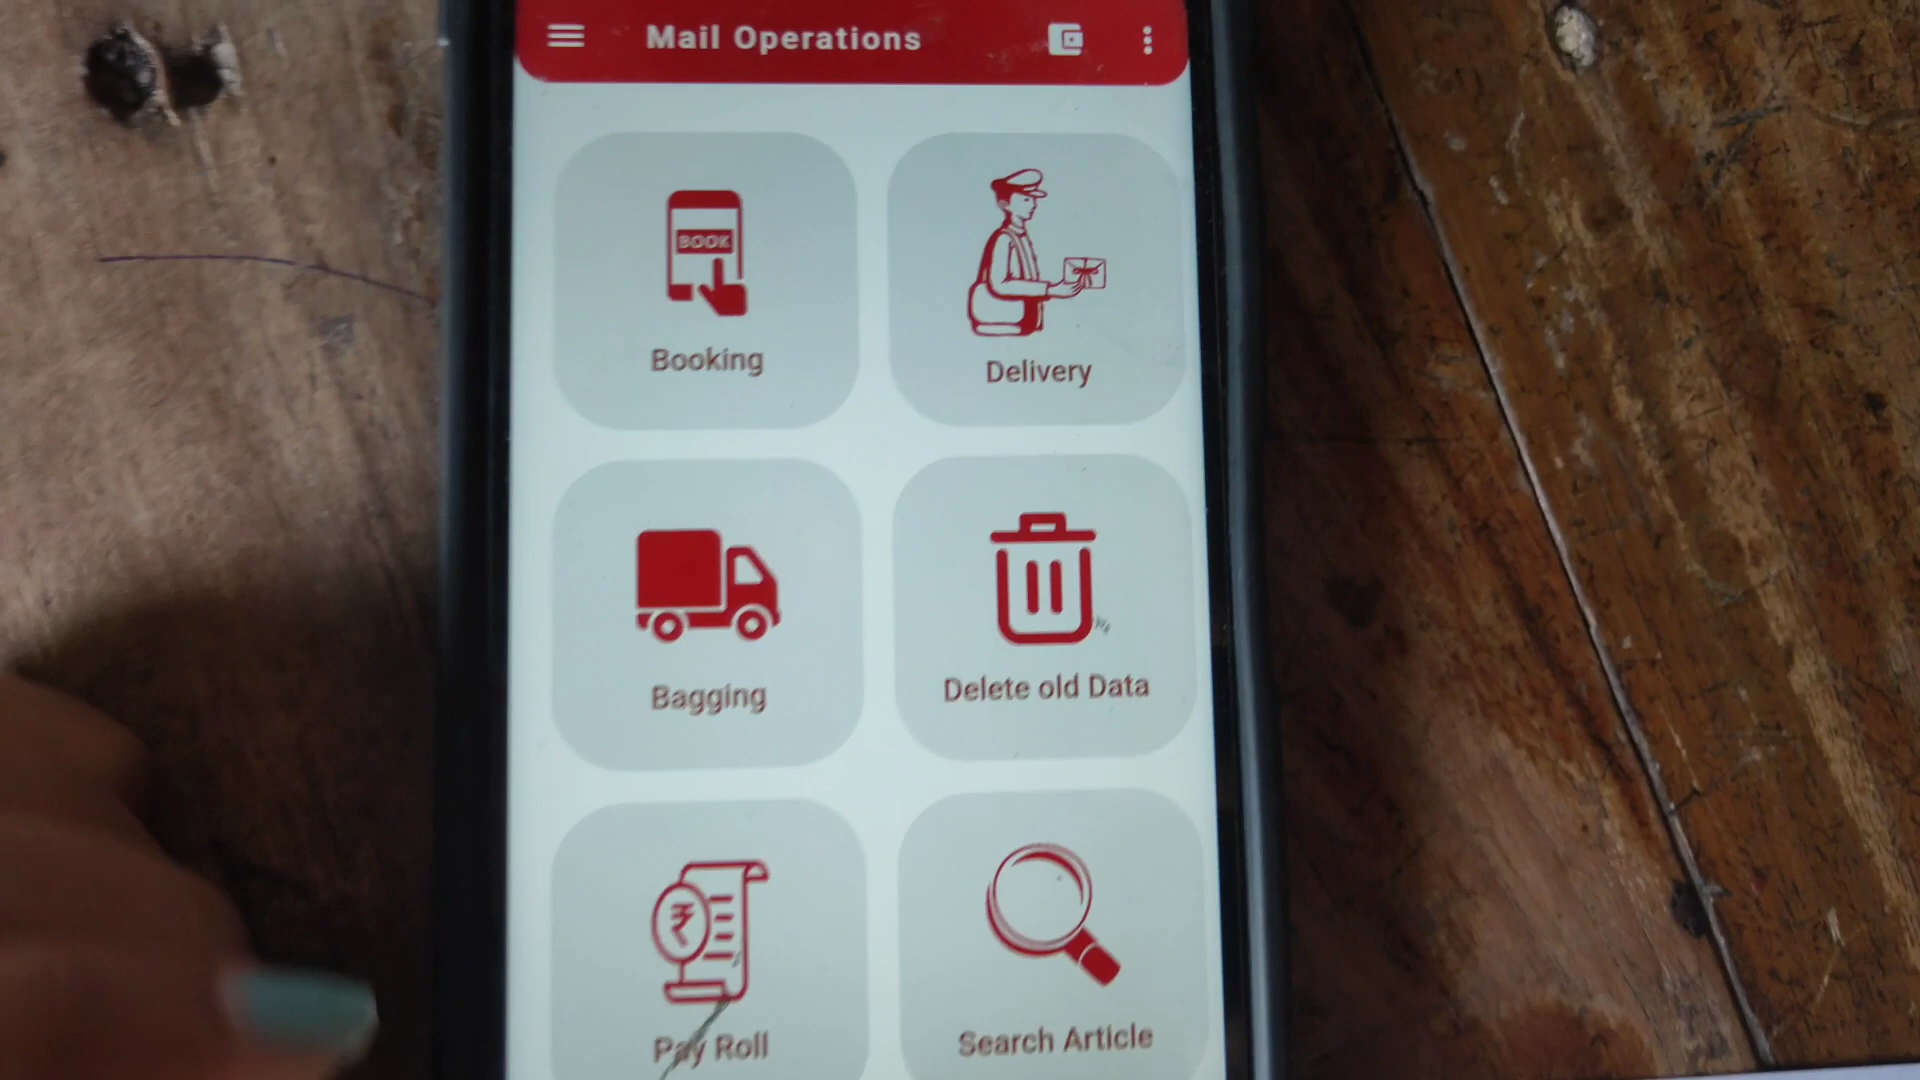 Mail Operations
BOOK
Booking
Delivery
Bagging
Delete old Data
₹
Pay Roll
Search Article